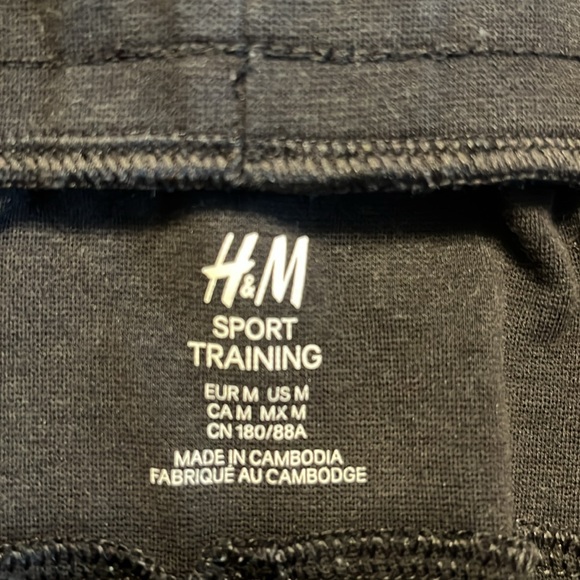 H&M
SPORT
TRAINING
EUR M US M
CA M MX M
CN 180/88A
MADE IN CAMBODIA
FABRIQUÉ AU CAMBODGE